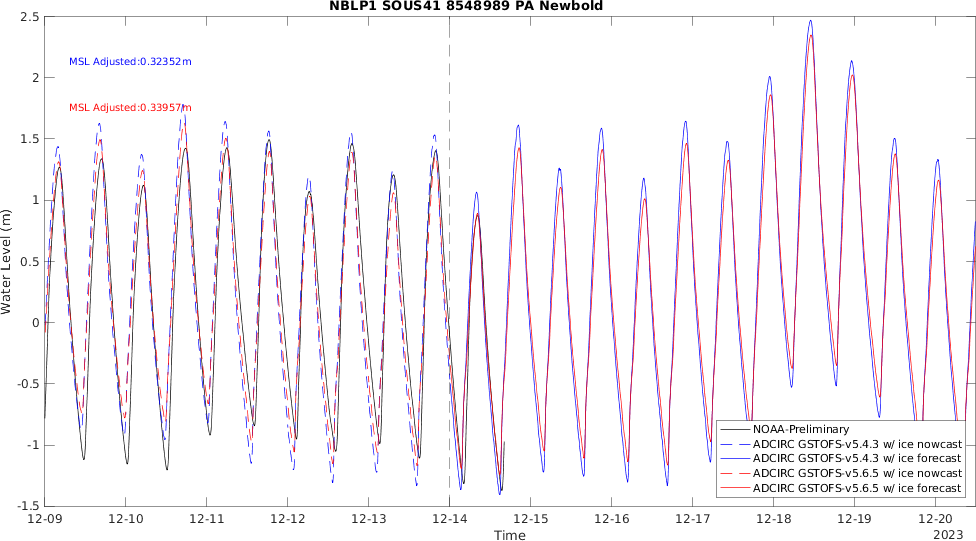 NBLP1 SOUS41 8548989 PA Newbold
2.5
2
1.5
1
0.5
0
-0.5
-1
-1.5
Water Level (m)
MSL Adjusted:0.32352m
MSL Adjusted:0.33957m
NOAA-Preliminary
ADCIRC GSTOFS-v5.4.3 w/ ice nowcast
ADCIRC GSTOFS-v5.4.3 w/ ice forecast
ADCIRC GSTOFS-v5.6.5 w/ ice nowcast
ADCIRC GSTOFS-v5.6.5 w/ ice forecast
12-09 12-10 12-11 12-12 12-13 12-14 12-15 12-16 12-17 12-18 12-19 12-20
Time
2023